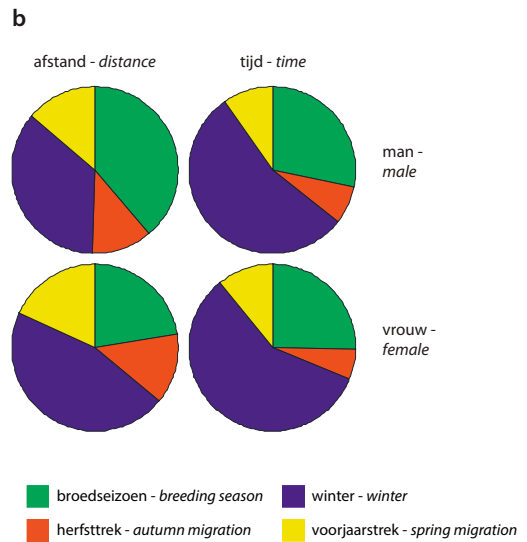 b
afstand - distance
tijd - time
man -
male
vrouw -
female
broedseizoen - breeding season
winter - winter
herfsttrek - autumn migration
voorjaarstrek - spring migration